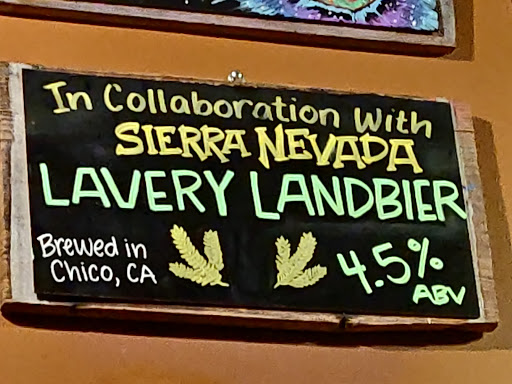 In Collaboration With
SIERRA NEVADA
LAVERY LANDBIER
Brewed in
Chico, CA
4.5%
ABV